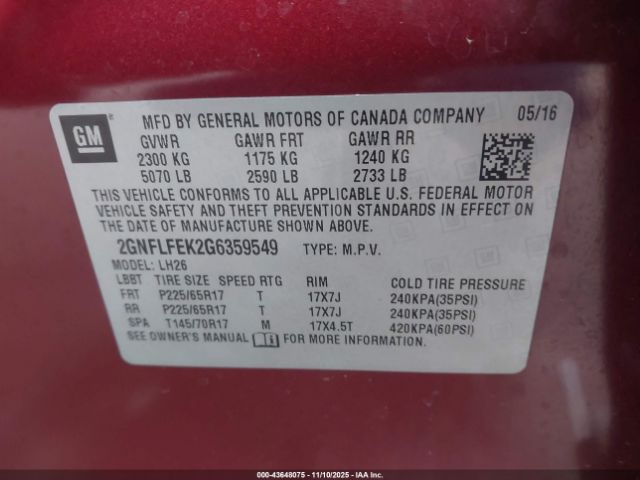 GM ®
MFD BY GENERAL MOTORS OF CANADA COMPANY 05/16
GVWR GAWR FRT GAWR RR
2300 KG 1175 KG 1240 KG
5070 LB 2590 LB 2733 LB
THIS VEHICLE CONFORMS TO ALL APPLICABLE U.S. FEDERAL MOTOR
VEHICLE SAFETY AND THEFT PREVENTION STANDARDS IN EFFECT ON
THE DATE OF MANUFACTURE SHOWN ABOVE.
2GNFLFEK2G6359549 TYPE: M.P.V.
MODEL: LH26
LBBT TIRE SIZE SPEED RTG RIM COLD TIRE PRESSURE
FRT P225/65R17 T 17X7J 240KPA(35PSI)
RR P225/65R17 T 17X7J 240KPA(35PSI)
SPA T145/70R17 M 17X4.5T 420KPA(60PSI)
SEE OWNER'S MANUAL i FOR MORE INFORMATION.
000-43648075 - 11/10/2025 - IAAI.CA